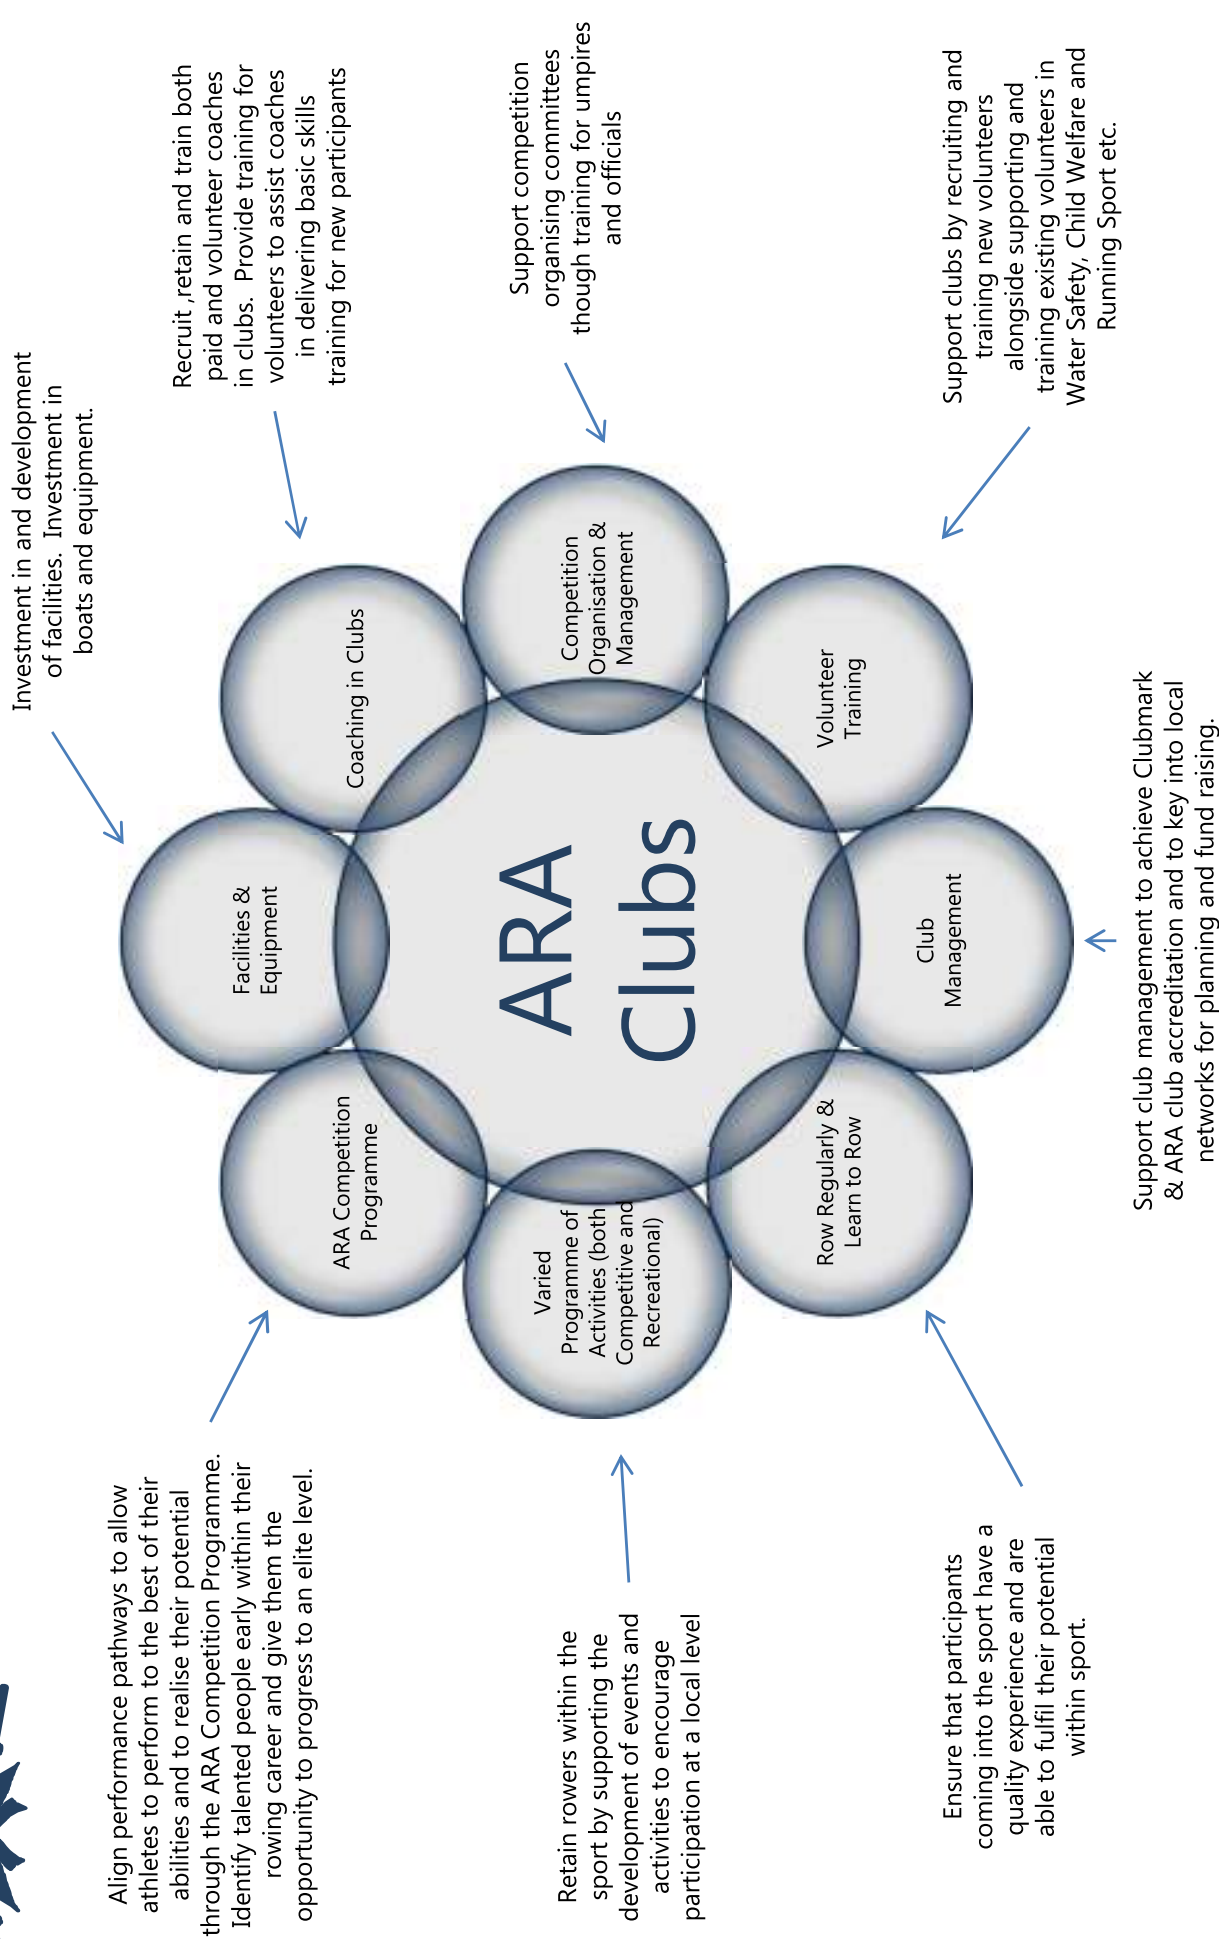 Investment in and development
of facilities.  Investment in
boats and equipment.
Recruit ,retain and train both
paid and volunteer coaches
in clubs.  Provide training for
volunteers to assist coaches
in delivering basic skills
training for new participants
Support competition
organising committees
though training for umpires
and officials
Support clubs by recruiting and
training new volunteers
alongside supporting and
training existing volunteers in
Water Safety, Child Welfare and
Running Sport etc.
Support club management to achieve Clubmark
& ARA club accreditation and to key into local
networks for planning and fund raising.
Ensure that participants
coming into the sport have a
quality experience and are
able to fulfil their potential
within sport.
Retain rowers within the
sport by supporting the
development of events and
activities to encourage
participation at a local level
Align performance pathways to allow
athletes to perform to the best of their
abilities and to realise their potential
through the ARA Competition Programme.
Identify talented people early within their
rowing career and give them the
opportunity to progress to an elite level.
ARA
Clubs
Facilities &
Equipment
Coaching in Clubs
Competition
Organisation &
Management
Volunteer
Training
Club
Management
Row Regularly &
Learn to Row
Varied
Programme of
Activities (both
Competitive and
Recreational)
ARA Competition
Programme